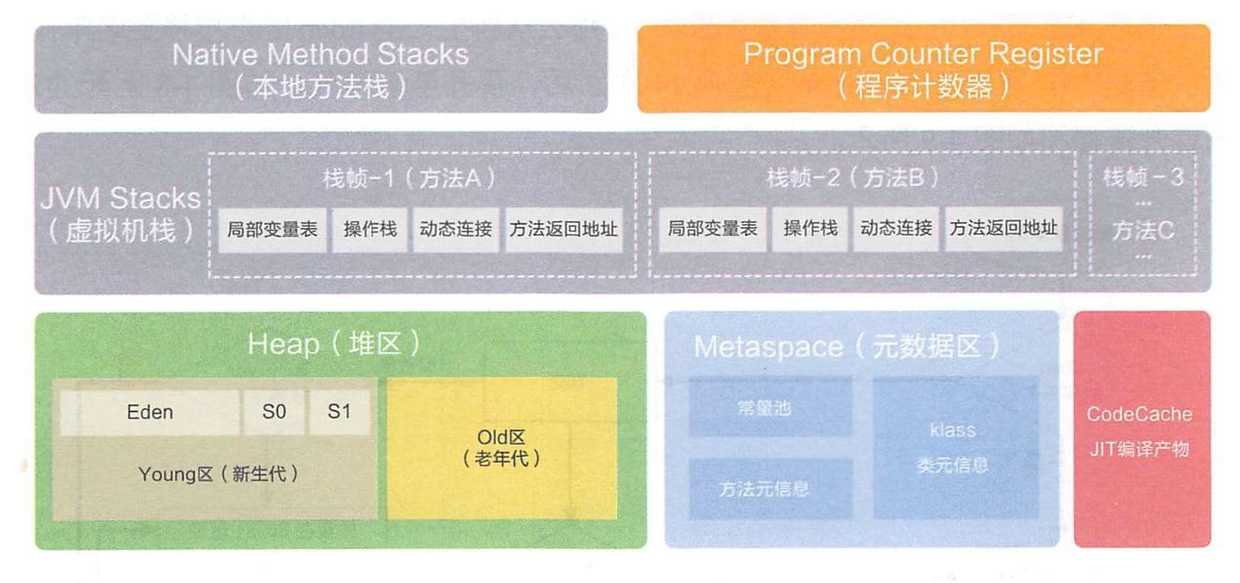 Native Method Stacks
（本地方法栈）
Program Counter Register
（程序计数器）
JVM Stacks
（虚拟机栈）
栈帧-1（方法A）
局部变量表
操作栈
动态连接
方法返回地址
栈帧-2（方法B）
局部变量表
操作栈
动态连接
方法返回地址
栈帧-3
...
方法C
...
Heap（堆区）
Eden
S0
S1
Young区（新生代）
Old区
（老年代）
Metaspace（元数据区）
常量池
方法元信息
klass
类元信息
CodeCache
JIT编译产物